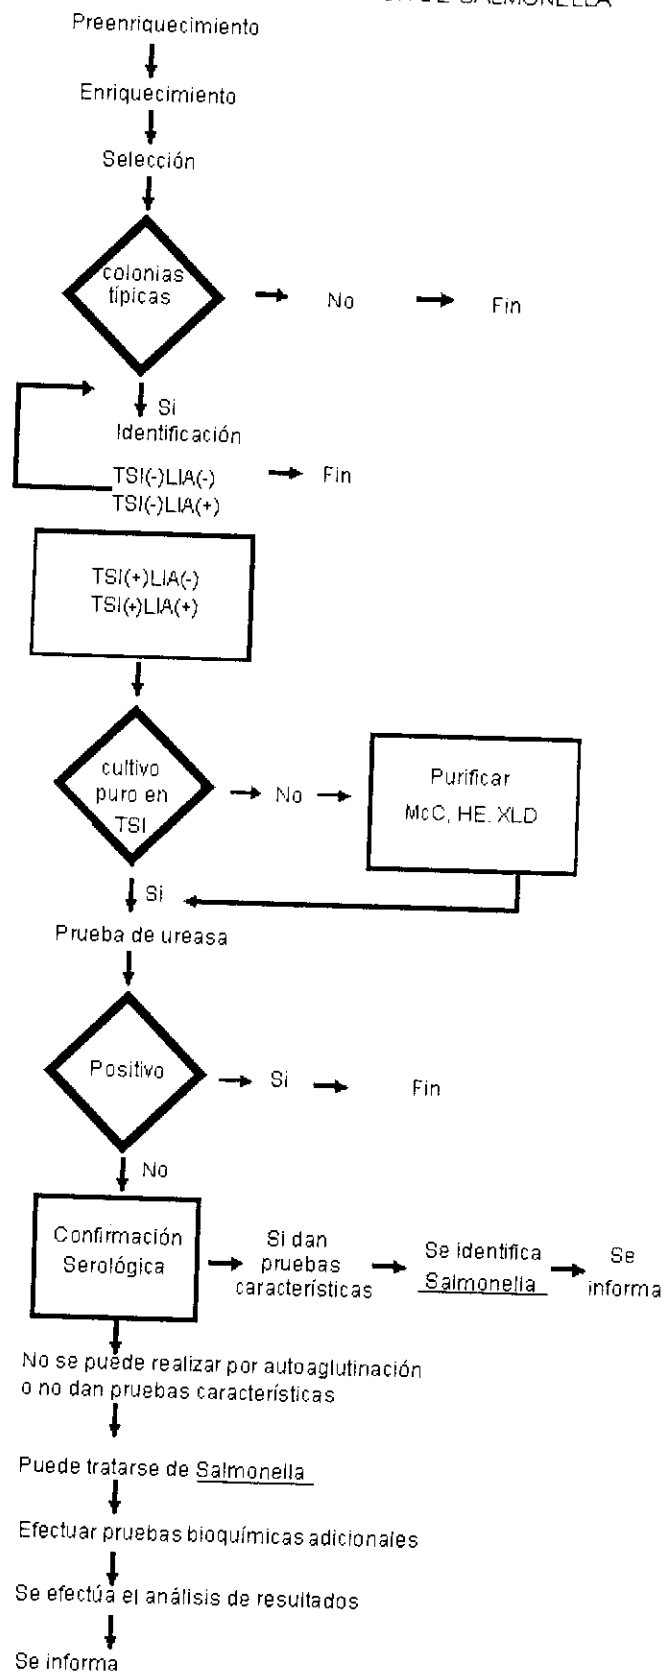 DE SALMONELLA
Preenriquecimiento
Enriquecimiento
Selección
colonias
típicas
No
Fin
Si
Identificación
TSI(-)LIA(-)
Fin
TSI(-)LIA(+)
TSI(+)LIA(-)
TSI(+)LIA(+)
cultivo
puro en
TSI
No
Purificar
McC, HE. XLD
Si
Prueba de ureasa
Positivo
Si
Fin
No
Confirmación
Serológica
Si dan
pruebas
características
Se identifica
Salmonella
Se
informa
No se puede realizar por autoaglutinación
o no dan pruebas características
Puede tratarse de Salmonella
Efectuar pruebas bioquímicas adicionales
Se efectúa el análisis de resultados
Se informa